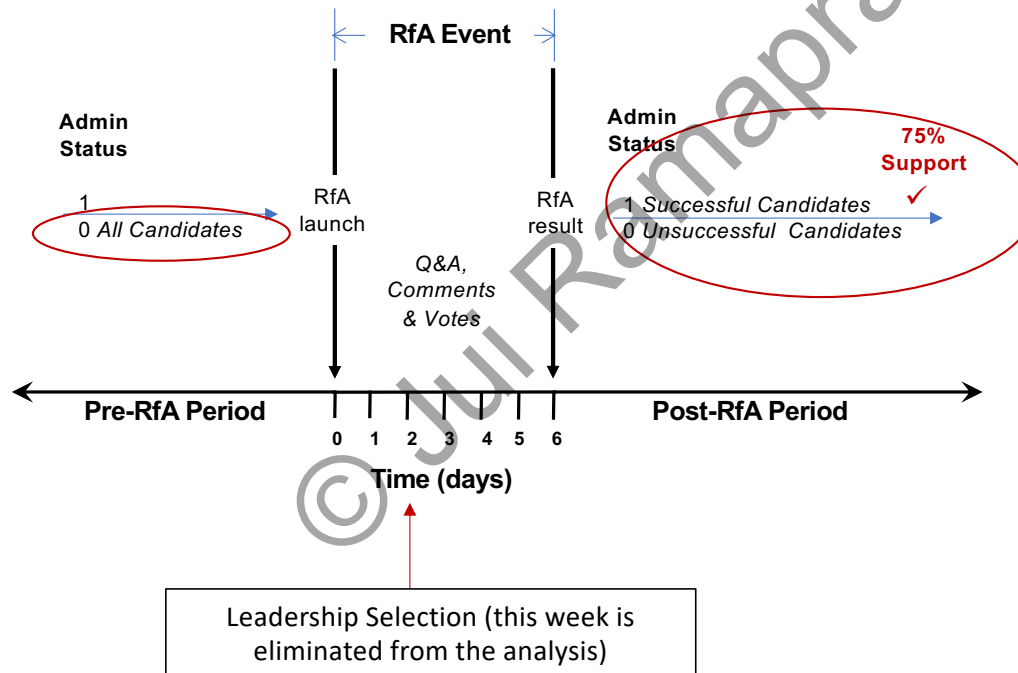 RfA Event
Admin
Status
1
0 All Candidates
RfA
launch
Q&A,
Comments
& Votes
RfA
result
Admin
Status
75%
Support
✓
1 Successful Candidates
0 Unsuccessful Candidates
Pre-RfA Period
Post-RfA Period
0 1 2 3 4 5 6
Time (days)
Leadership Selection (this week is
eliminated from the analysis)
© Jui Ramapra